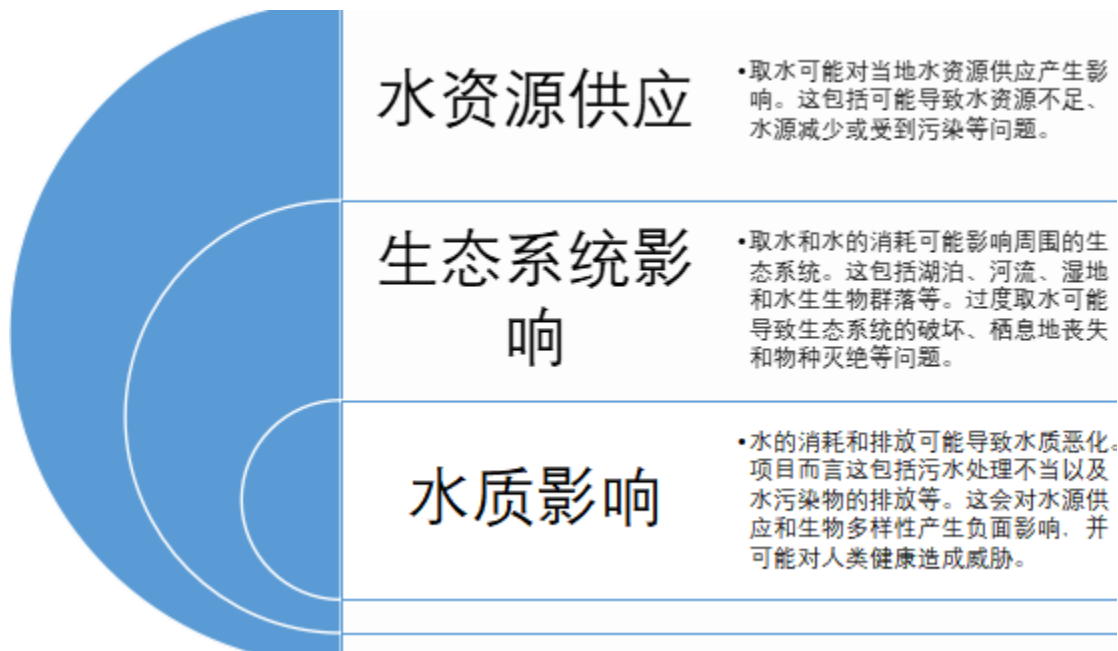 水资源供应
•取水可能对当地水资源供应产生影
响。这包括可能导致水资源不足、
水源减少或受到污染等问题。
生态系统影
响
•取水和水的消耗可能影响周围的生
态系统。这包括湖泊、河流、湿地
和水生生物群落等。过度取水可能
导致生态系统的破坏、栖息地丧失
和物种灭绝等问题。
水质影响
•水的消耗和排放可能导致水质恶化。
项目而言这包括污水处理不当以及
水污染物的排放等。这会对水源供
应和生物多样性产生负面影响，并
可能对人类健康造成威胁。